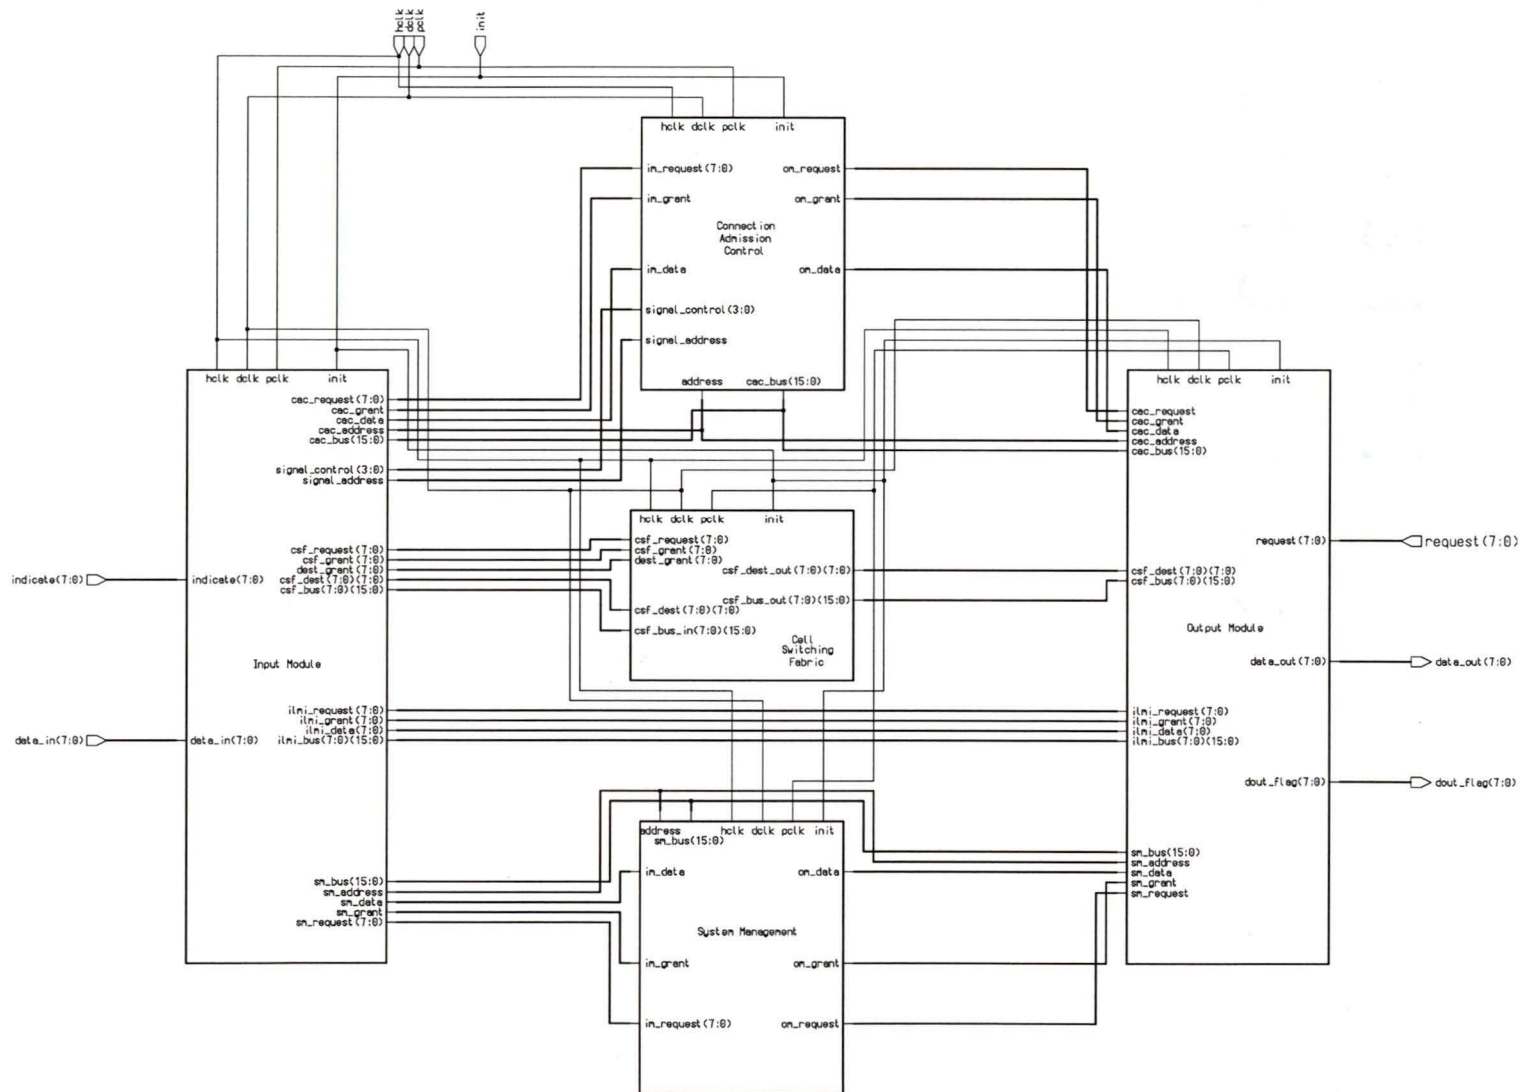 hclk
dclk
pclk
init
hclk dclk pclk init
im_request(7:0)
om_request
im_grant
om_grant
Connection
Admission
Control
im_data
om_data
signal_control(3:0)
signal_address
address cac_bus(15:0)
hclk dclk pclk init
cac_request(7:0)
cac_grant
cac_data
cac_address
cac_bus(15:0)
signal_control(3:0)
signal_address
csf_request(7:0)
csf_grant(7:0)
dest_grant(7:0)
csf_dest(7:0)(7:0)
csf_bus(7:0)(15:0)
indicate(7:0)
indicate(7:0)
Input Module
ilmi_request(7:0)
ilmi_grant(7:0)
ilmi_data(7:0)
ilmi_bus(7:0)(15:0)
data_in(7:0)
data_in(7:0)
sm_bus(15:0)
sm_address
sm_data
sm_grant
sm_request(7:0)
hclk dclk pclk init
csf_request(7:0)
csf_grant(7:0)
dest_grant(7:0)
csf_dest_out(7:0)(7:0)
csf_bus_out(7:0)(15:0)
csf_dest(7:0)(7:0)
csf_bus_in(7:0)(15:0)
Cell
Switching
Fabric
address hclk dclk pclk init
sm_bus(15:0)
im_data
om_data
System Management
im_grant
om_grant
im_request(7:0)
om_request
hclk dclk pclk init
cac_request
cac_grant
cac_data
cac_address
cac_bus(15:0)
request(7:0)
request(7:0)
csf_dest(7:0)(7:0)
csf_bus(7:0)(15:0)
Output Module
data_out(7:0)
data_out(7:0)
ilmi_request(7:0)
ilmi_grant(7:0)
ilmi_data(7:0)
ilmi_bus(7:0)(15:0)
dout_flag(7:0)
dout_flag(7:0)
sm_bus(15:0)
sm_address
sm_data
sm_grant
sm_request